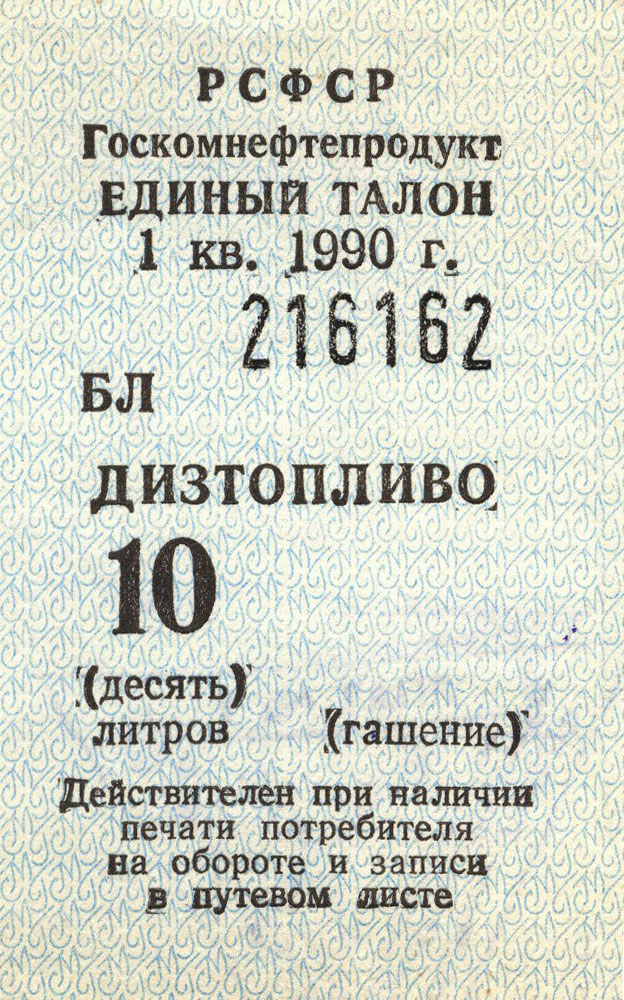 РСФСР
Госкомнефтепродукт
ЕДИНЫЙ ТАЛОН
1 кв. 1990 г.
216162
БЛ
ДИЗТОПЛИВО
10
(десять)
литров (гашение)
Действителен при наличии
печати потребителя
на обороте и записи
в путевом листе